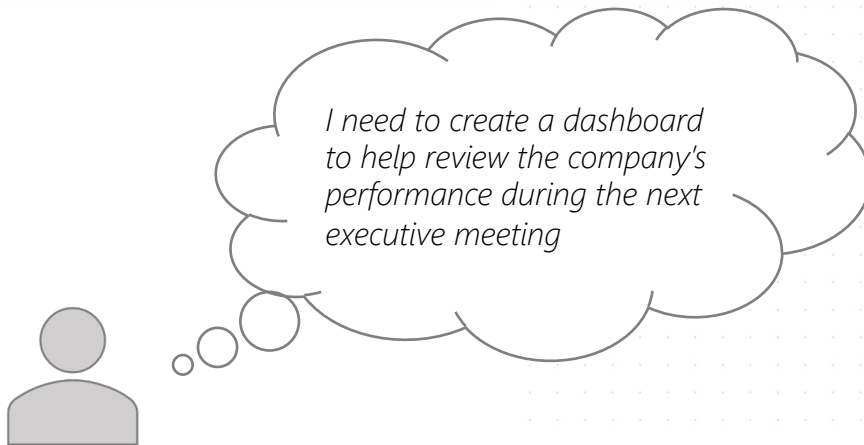 I need to create a dashboard
to help review the company's
performance during the next
executive meeting